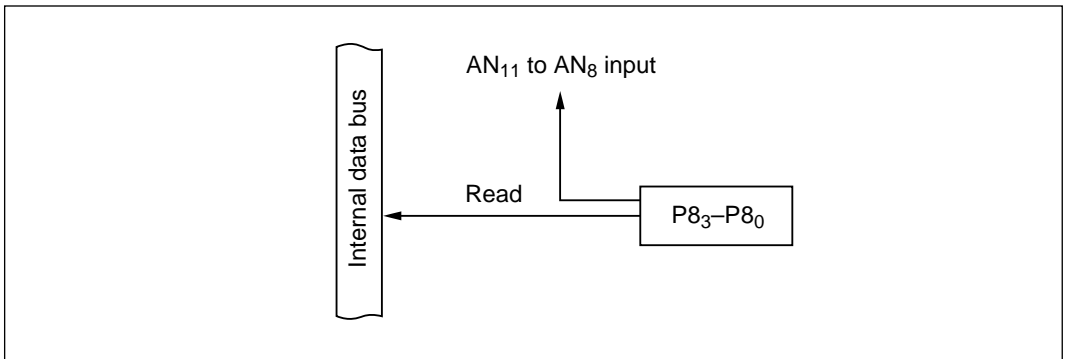 AN₁₁ to AN₈ input
Internal data bus
Read
P8₃–P8₀